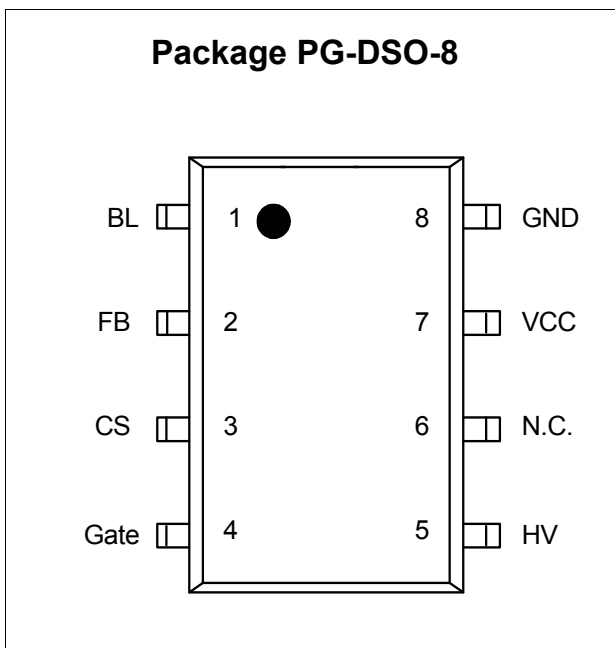 Package PG-DSO-8
BL 1 8 GND
FB 2 7 VCC
CS 3 6 N.C.
Gate 4 5 HV